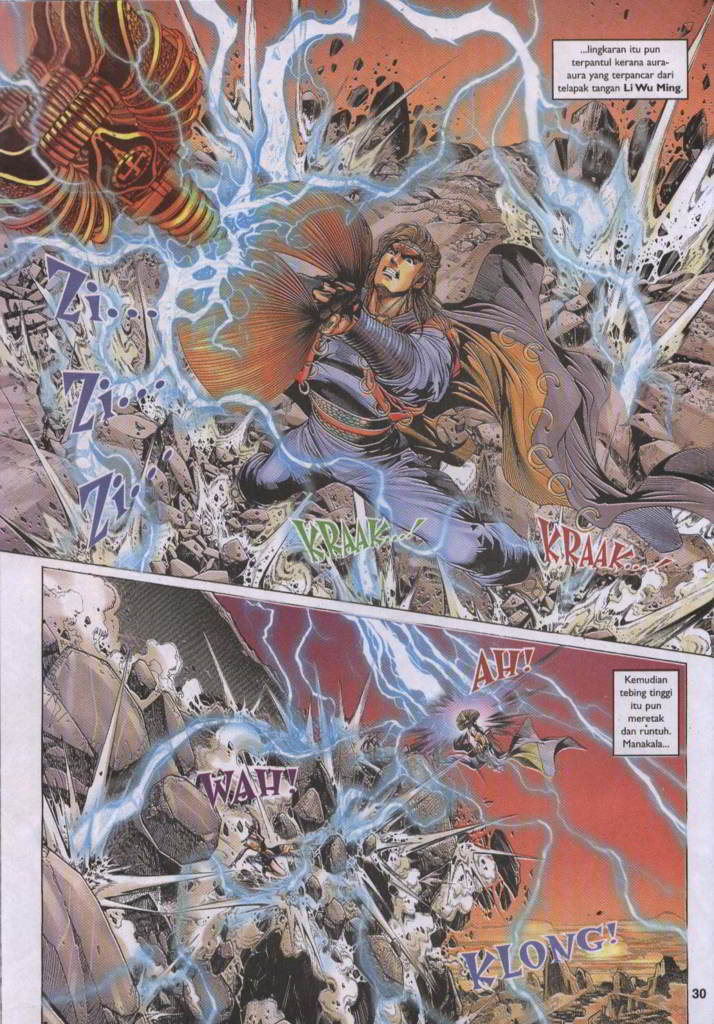 ...lingkaran itu pun
terpantul kerana aura-
aura yang terpancar dari
telapak tangan Li Wu Ming.
Zi...
Zi...
Zi...
KRAAK...!
KRAAK...!
AH!
Kemudian
tebing tinggi
itu pun
meretak
dan runtuh.
Manakala...
WAH!
KLONG!
30